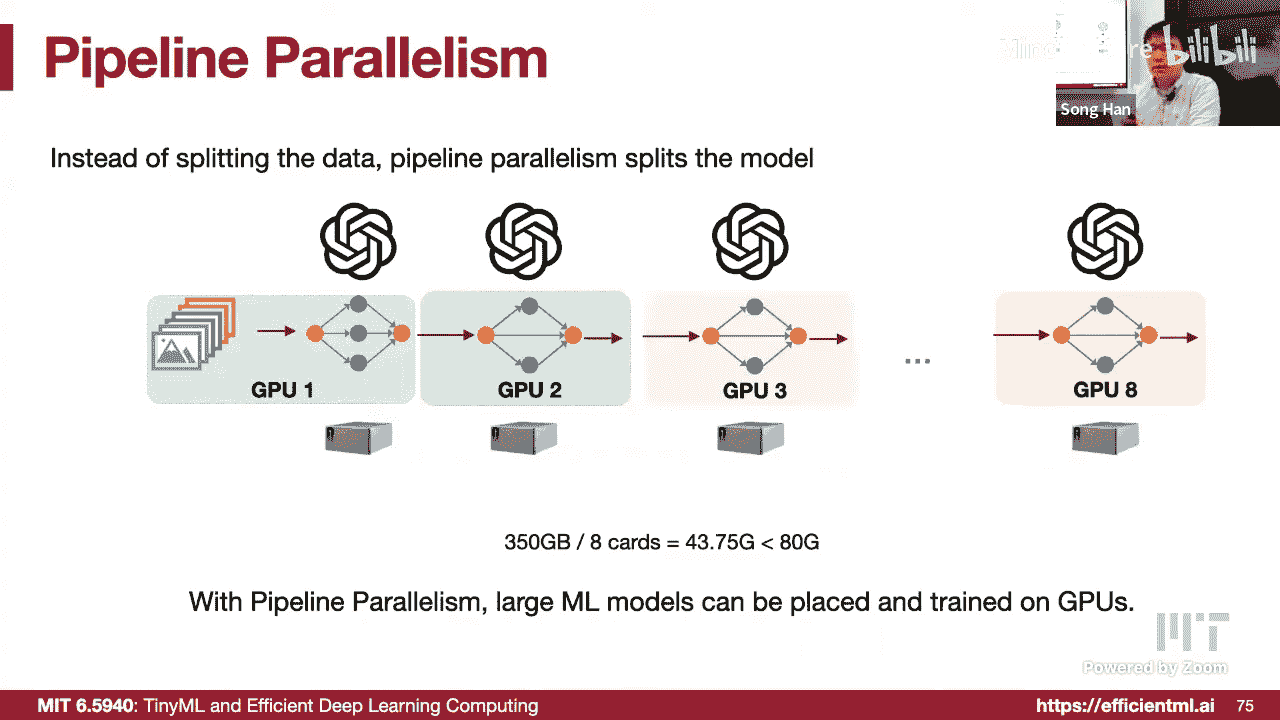 Pipeline Parallelism
bilibili
Song Han
Instead of splitting the data, pipeline parallelism splits the model
GPU 1
GPU 2
GPU 3
...
GPU 8
350GB / 8 cards = 43.75G < 80G
With Pipeline Parallelism, large ML models can be placed and trained on GPUs.
MIT
Powered by Zoom
MIT 6.5940: TinyML and Efficient Deep Learning Computing
https://efficientml.ai
75